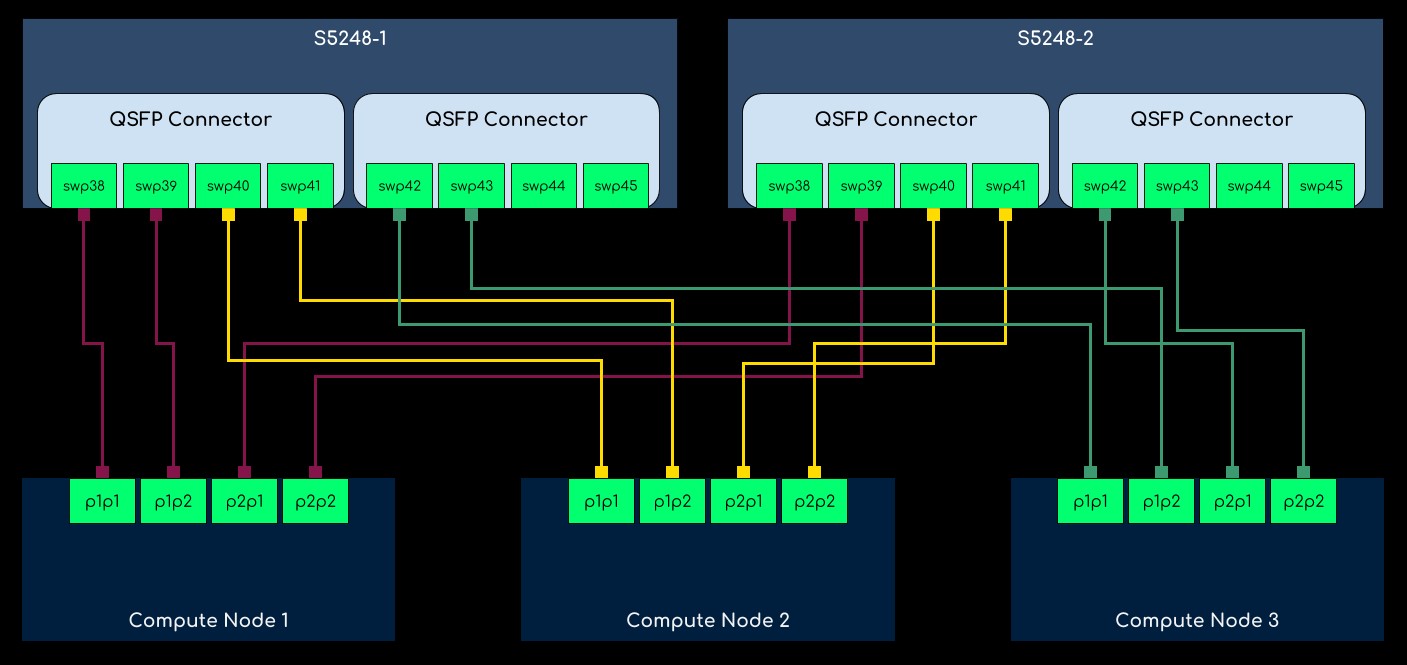 S5248-1
S5248-2
QSFP Connector
QSFP Connector
QSFP Connector
QSFP Connector
swp38 swp39 swp40 swp41 swp42 swp43 swp44 swp45
swp38 swp39 swp40 swp41 swp42 swp43 swp44 swp45
p1p1 p1p2 p2p1 p2p2
p1p1 p1p2 p2p1 p2p2
p1p1 p1p2 p2p1 p2p2
Compute Node 1
Compute Node 2
Compute Node 3